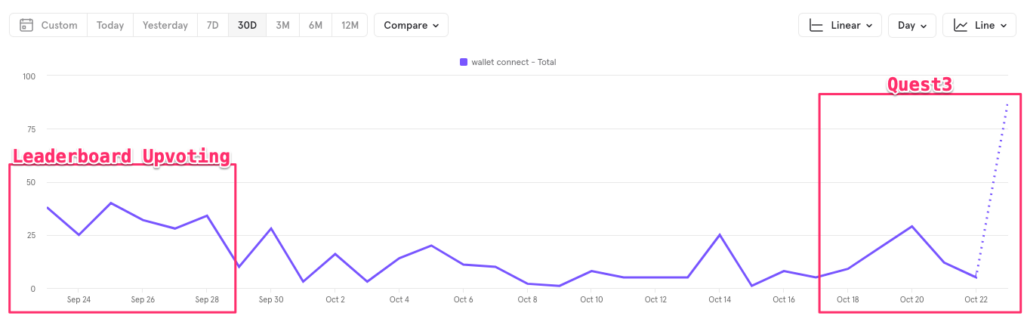 Custom Today Yesterday 7D 30D 3M 6M 12M Compare Linear Day Line
wallet connect - Total
100
Quest3
75
Leaderboard Upvoting
50
25
0
Sep 24 Sep 26 Sep 28 Sep 30 Oct 2 Oct 4 Oct 6 Oct 8 Oct 10 Oct 12 Oct 14 Oct 16 Oct 18 Oct 20 Oct 22